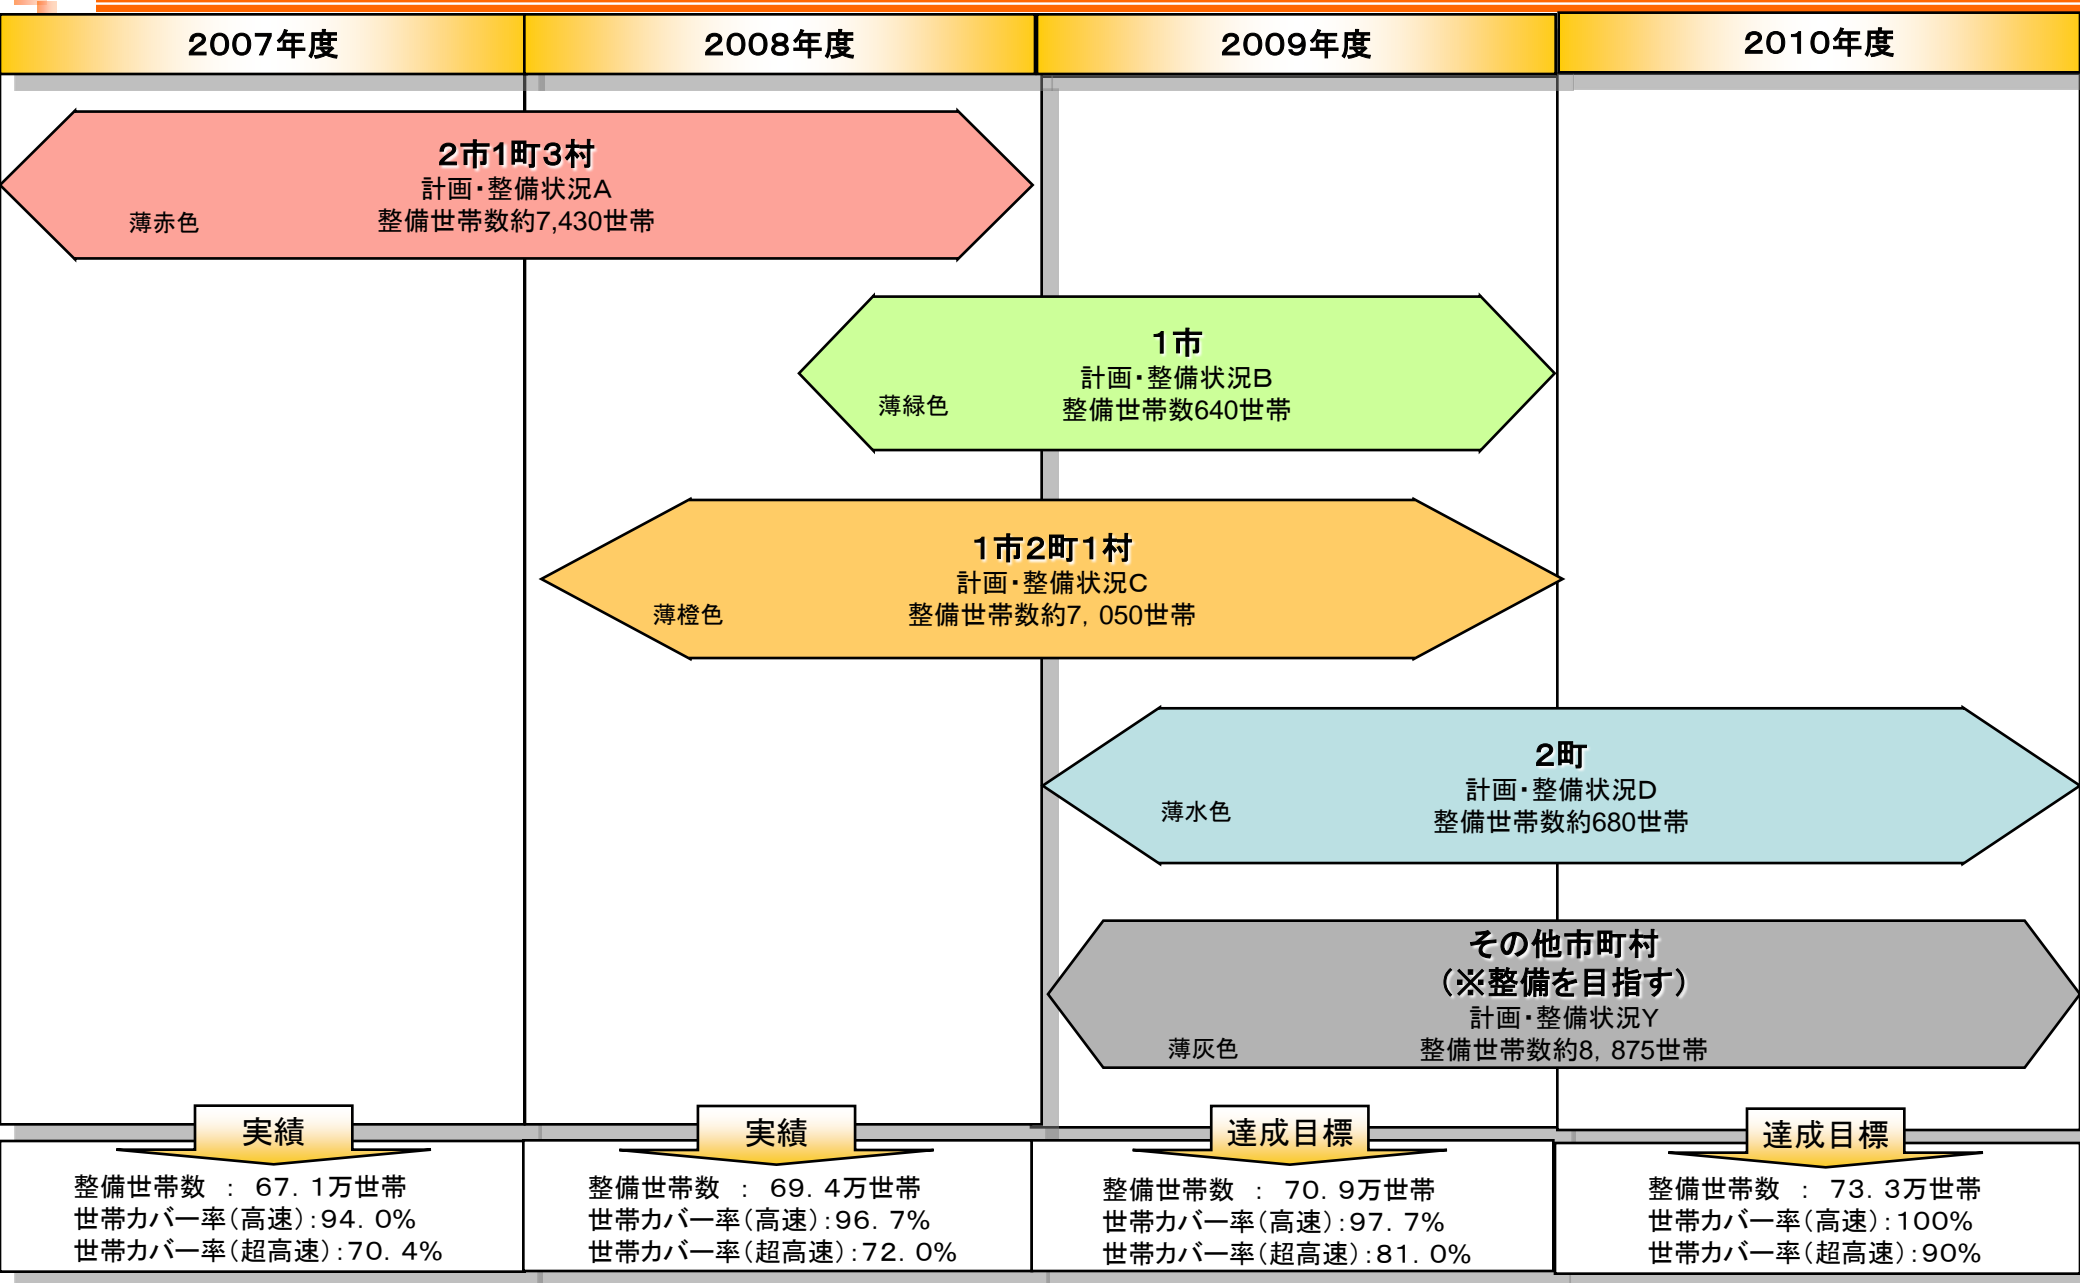 2007年度
2008年度
2009年度
2010年度
2市1町3村
計画・整備状況A
整備世帯数約7,430世帯
薄赤色
1市
計画・整備状況B
整備世帯数640世帯
薄緑色
1市2町1村
計画・整備状況C
整備世帯数約7，050世帯
薄橙色
2町
計画・整備状況D
整備世帯数約680世帯
薄水色
その他市町村
（※整備を目指す）
計画・整備状況Y
整備世帯数約8，875世帯
薄灰色
実績
整備世帯数　：　67．1万世帯
世帯カバー率（高速）：94．0％
世帯カバー率（超高速）：70．4％
実績
整備世帯数　：　69．4万世帯
世帯カバー率（高速）：96．7％
世帯カバー率（超高速）：72．0％
達成目標
整備世帯数　：　70．9万世帯
世帯カバー率（高速）：97．7％
世帯カバー率（超高速）：81．0％
達成目標
整備世帯数　：　73．3万世帯
世帯カバー率（高速）：100％
世帯カバー率（超高速）：90％